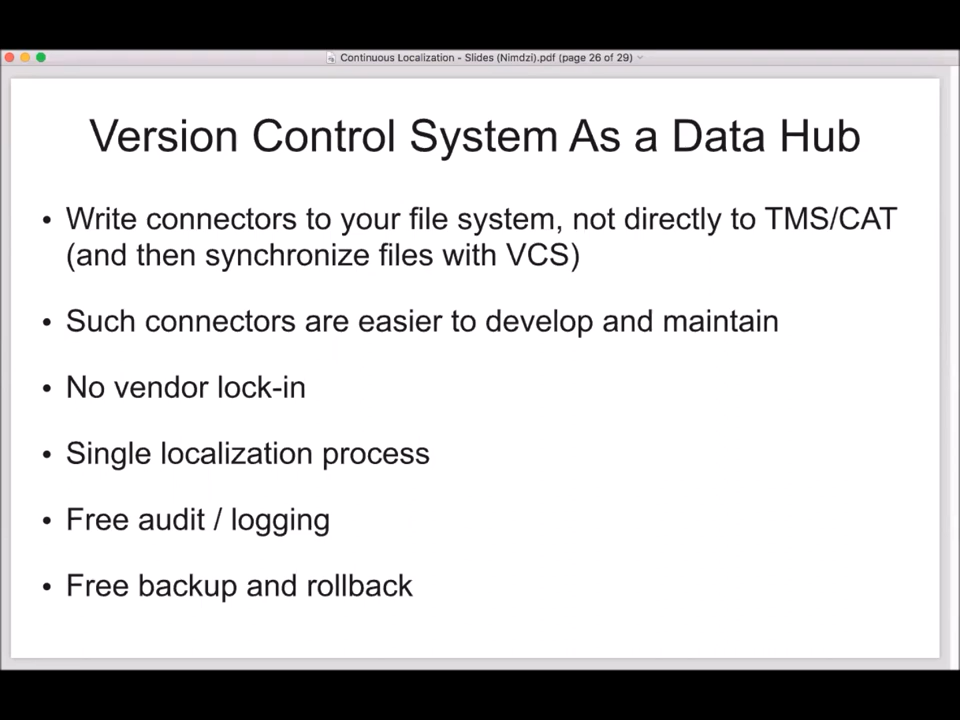 Continuous Localization - Slides (Nimdzi).pdf (page 26 of 29)
Version Control System As a Data Hub
• Write connectors to your file system, not directly to TMS/CAT
(and then synchronize files with VCS)
• Such connectors are easier to develop and maintain
• No vendor lock-in
• Single localization process
• Free audit / logging
• Free backup and rollback